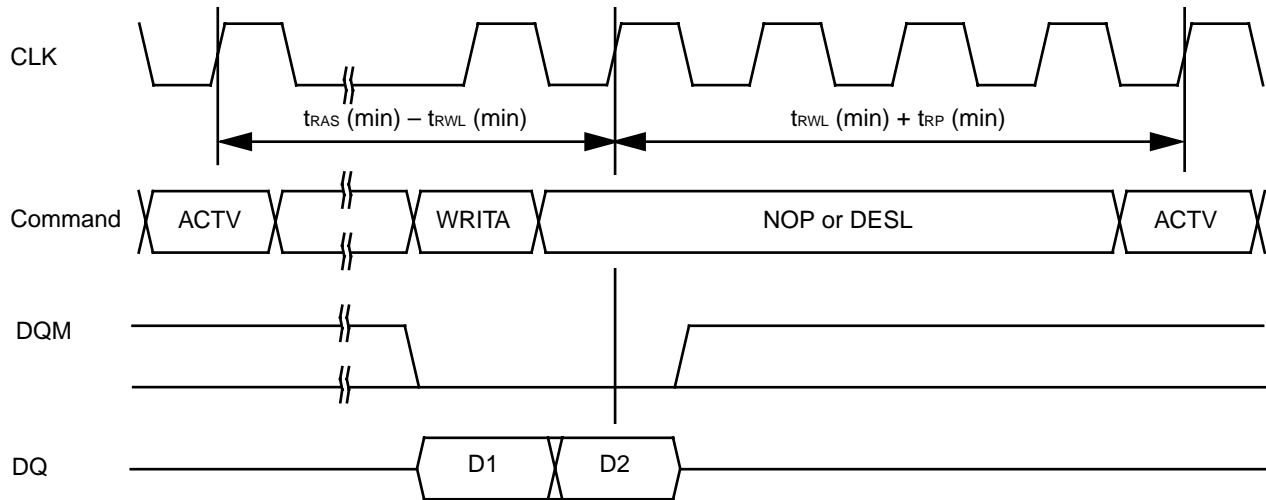 CLK
tRAS (min) – tRWL (min) tRWL (min) + tRP (min)
Command ACTV WRITA NOP or DESL ACTV
DQM
DQ D1 D2